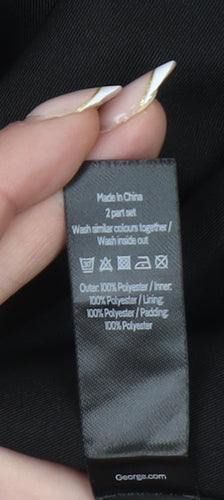 Made In China
2 part set
Wash similar colours together /
Wash inside out
30
Outer: 100% Polyester / Inner:
100% Polyester / Lining:
100% Polyester / Padding:
100% Polyester
George.com